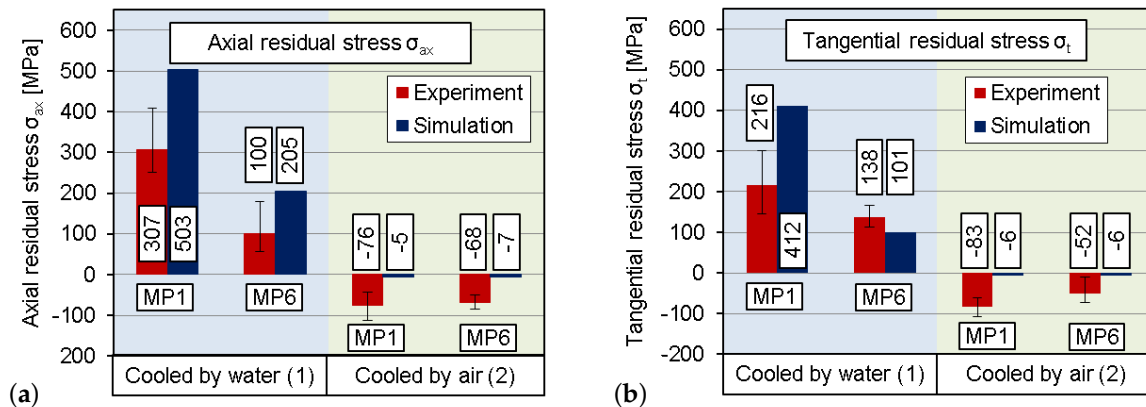 Axial residual stress σax [MPa]
600
500
400
300
200
100
0
-100
200
Axial residual stress σax
Experiment
Simulation
307
503
100
205
-76
-5
-68
-7
MP1
MP6
MP1
MP6
Cooled by water (1)
Cooled by air (2)
(a)
Tangential residual stress σt [MPa]
600
500
400
300
200
100
0
-100
-200
Tangential residual stress σt
Experiment
Simulation
216
412
138
101
-83
-6
-52
-6
MP1
MP6
MP1
MP6
Cooled by water (1)
Cooled by air (2)
(b)